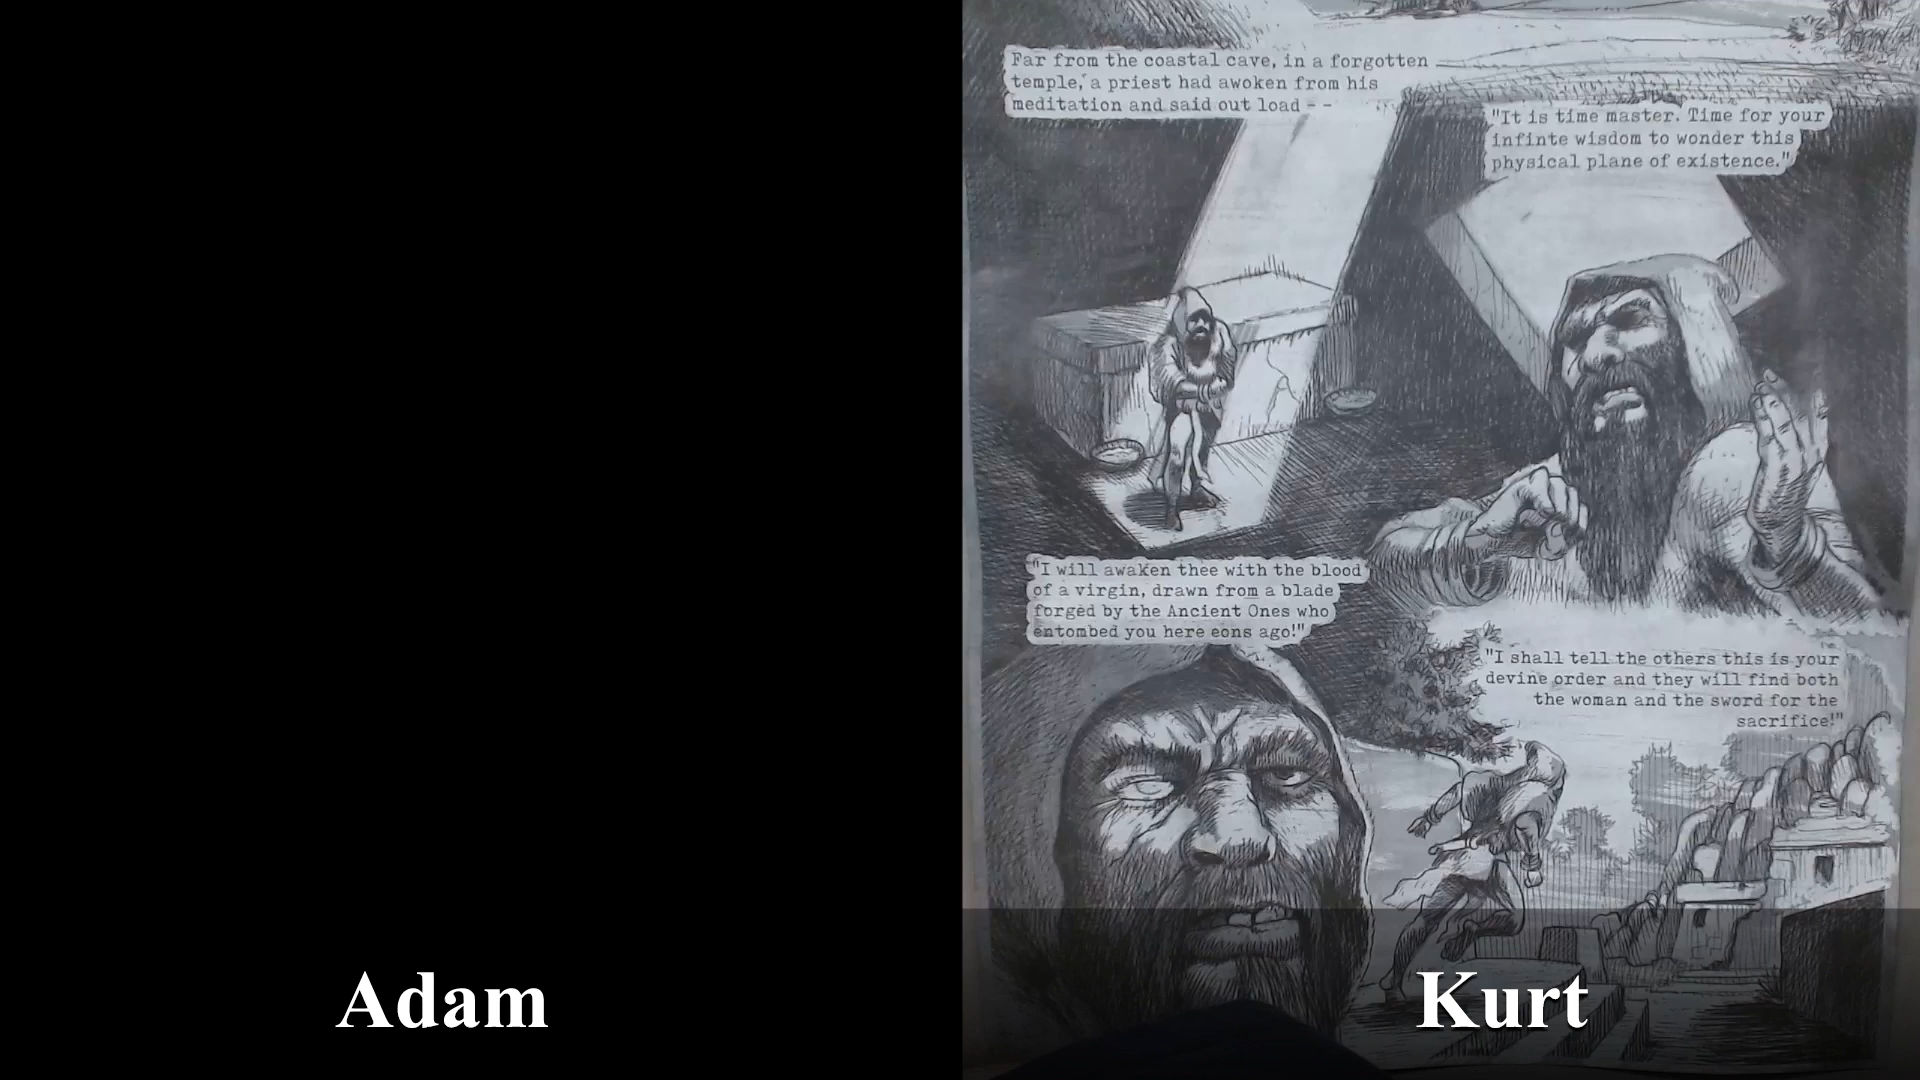 Far from the coastal cave, in a forgotten
temple, a priest had awoken from his
meditation and said out load - -
"It is time master. Time for your
infinte wisdom to wonder this
physical plane of existence."
"I will awaken thee with the blood
of a virgin, drawn from a blade
forged by the Ancient Ones who
entombed you here eons ago!"
"I shall tell the others this is your
devine order and they will find both
the woman and the sword for the
sacrifice!"
Adam
Kurt